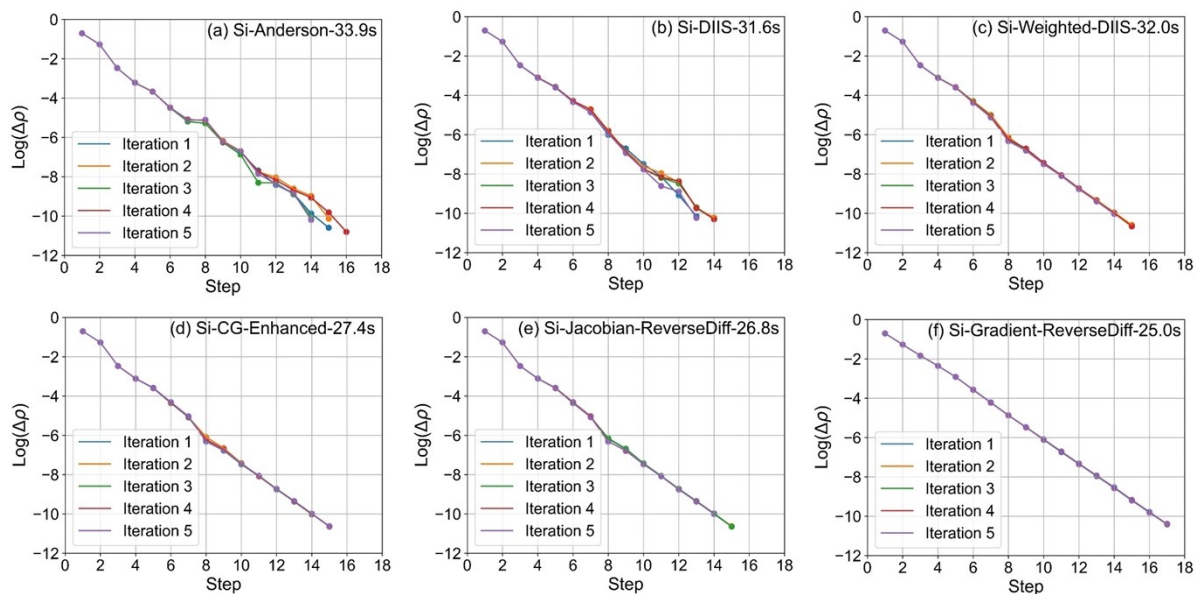 (a) Si-Anderson-33.9s
Log(Δρ)
0
−2
−4
−6
−8
−10
−12
Iteration 1
Iteration 2
Iteration 3
Iteration 4
Iteration 5
0 2 4 6 8 10 12 14 16 18
Step
(b) Si-DIIS-31.6s
Log(Δρ)
0
−2
−4
−6
−8
−10
−12
Iteration 1
Iteration 2
Iteration 3
Iteration 4
Iteration 5
0 2 4 6 8 10 12 14 16 18
Step
(c) Si-Weighted-DIIS-32.0s
Log(Δρ)
0
−2
−4
−6
−8
−10
−12
Iteration 1
Iteration 2
Iteration 3
Iteration 4
Iteration 5
0 2 4 6 8 10 12 14 16 18
Step
(d) Si-CG-Enhanced-27.4s
Log(Δρ)
0
−2
−4
−6
−8
−10
−12
Iteration 1
Iteration 2
Iteration 3
Iteration 4
Iteration 5
0 2 4 6 8 10 12 14 16 18
Step
(e) Si-Jacobian-ReverseDiff-26.8s
Log(Δρ)
0
−2
−4
−6
−8
−10
−12
Iteration 1
Iteration 2
Iteration 3
Iteration 4
Iteration 5
0 2 4 6 8 10 12 14 16 18
Step
(f) Si-Gradient-ReverseDiff-25.0s
Log(Δρ)
0
−2
−4
−6
−8
−10
−12
Iteration 1
Iteration 2
Iteration 3
Iteration 4
Iteration 5
0 2 4 6 8 10 12 14 16 18
Step